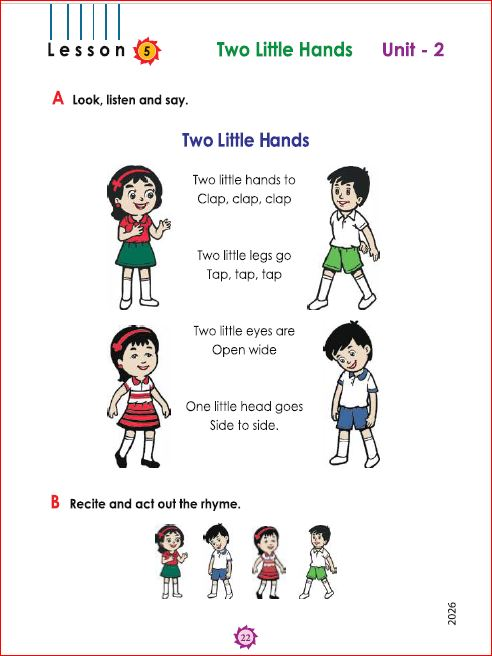 Lesson 5 Two Little Hands Unit - 2
A Look, listen and say.
Two Little Hands
Two little hands to
Clap, clap, clap
Two little legs go
Tap, tap, tap
Two little eyes are
Open wide
One little head goes
Side to side.
B Recite and act out the rhyme.
2026
22